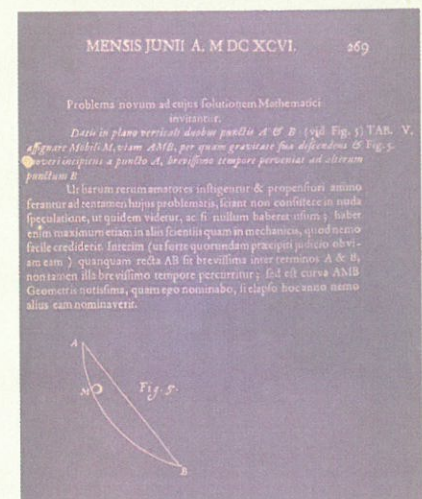 MENSIS JUNII A. M DC XCVI. 269
Problema novum ad cujus solutionem Mathematici
invitantur.
Datis in plano verticali duobus punctis A & B (vid Fig. 5) TAB. V.
assignare Mobili M, viam AMB, per quam gravitate sua descendens & Fig. 5.
moveri incipiens a puncto A, brevissimo tempore perveniat ad alterum
punctum B
Ut harum rerum amatores instigentur & propensiori animo
ferantur ad tentamen hujus problematis, sciant non consistere in nuda
speculatione, ut quidem videtur, ac si nullum haberet usum; habet
enim maximum etiam in aliis scientiis quam in mechanicis, quod nemo
facile crediderit. Interim (ut forte quorundam præcipiti judicio obvi-
am eam) quanquam recta AB sit brevissima inter terminos A & B,
non tamen illa brevissimo tempore percurritur; sed est curva AMB
Geometris notissima, quam ego nominabo, si elapso hoc anno nemo
alius eam nominaverit.
A
M Fig. 5.
B